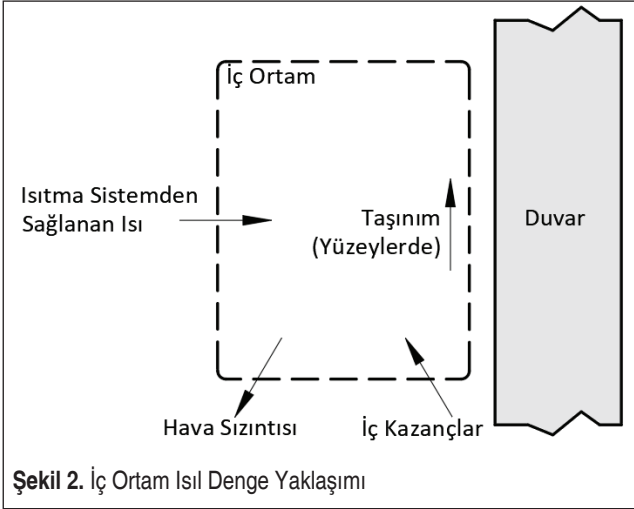 İç Ortam
Isıtma Sistemden
Sağlanan Isı
Taşınım
(Yüzeylerde)
Duvar
Hava Sızıntısı
İç Kazançlar
Şekil 2. İç Ortam Isıl Denge Yaklaşımı